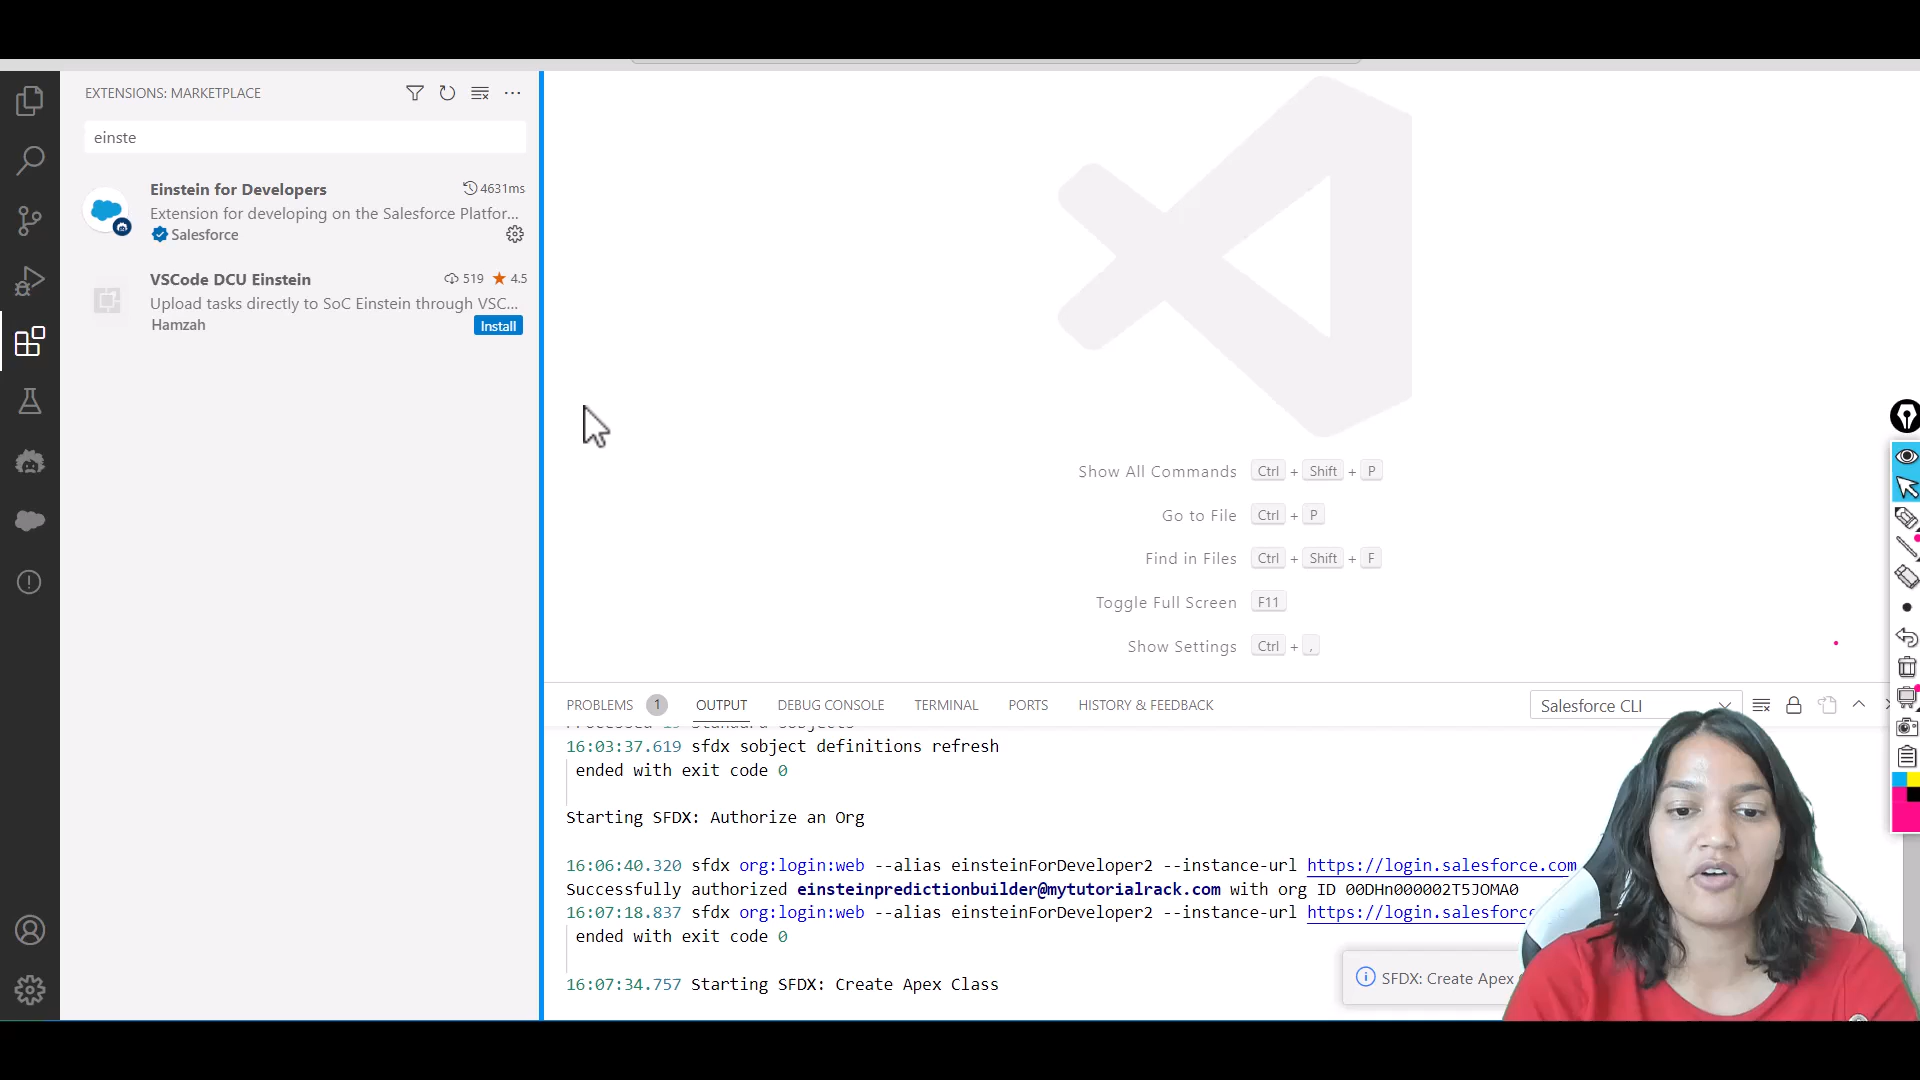 EXTENSIONS: MARKETPLACE
einste
Einstein for Developers 4631ms
Extension for developing on the Salesforce Platfor...
Salesforce
VSCode DCU Einstein 519 4.5
Upload tasks directly to SoC Einstein through VSC...
Hamzah Install
Show All Commands Ctrl + Shift + P
Go to File Ctrl + P
Find in Files Ctrl + Shift + F
Toggle Full Screen F11
Show Settings Ctrl + ,
PROBLEMS 1 OUTPUT DEBUG CONSOLE TERMINAL PORTS HISTORY & FEEDBACK Salesforce CLI
16:03:37.619 sfdx sobject definitions refresh
ended with exit code 0
Starting SFDX: Authorize an Org
16:06:40.320 sfdx org:login:web --alias einsteinForDeveloper2 --instance-url https://login.salesforce.com
Successfully authorized einsteinpredictionbuilder@mytutorialrack.com with org ID 00DHn000002T5JOMA0
16:07:18.837 sfdx org:login:web --alias einsteinForDeveloper2 --instance-url https://login.salesforce
ended with exit code 0
16:07:34.757 Starting SFDX: Create Apex Class
SFDX: Create Apex